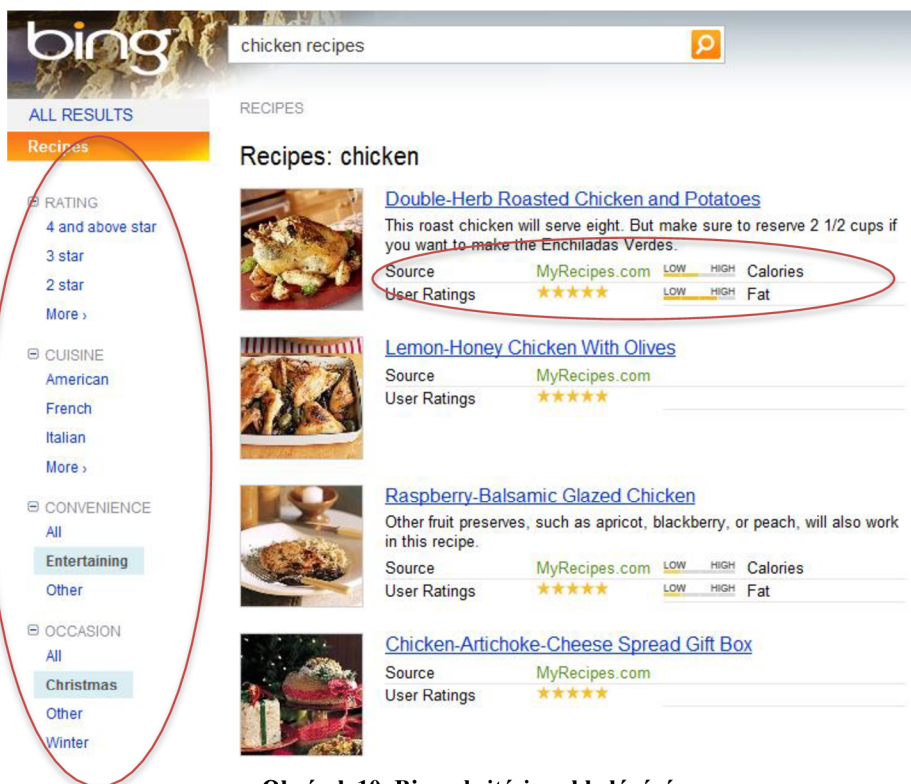 bing
chicken recipes
ALL RESULTS
Recipes
RATING
4 and above star
3 star
2 star
More ›
CUISINE
American
French
Italian
More ›
CONVENIENCE
All
Entertaining
Other
OCCASION
All
Christmas
Other
Winter
RECIPES
Recipes: chicken
Double-Herb Roasted Chicken and Potatoes
This roast chicken will serve eight. But make sure to reserve 2 1/2 cups if
you want to make the Enchiladas Verdes.
Source MyRecipes.com LOW HIGH Calories
User Ratings LOW HIGH Fat
Lemon-Honey Chicken With Olives
Source MyRecipes.com
User Ratings
Raspberry-Balsamic Glazed Chicken
Other fruit preserves, such as apricot, blackberry, or peach, will also work
in this recipe.
Source MyRecipes.com LOW HIGH Calories
User Ratings LOW HIGH Fat
Chicken-Artichoke-Cheese Spread Gift Box
Source MyRecipes.com
User Ratings